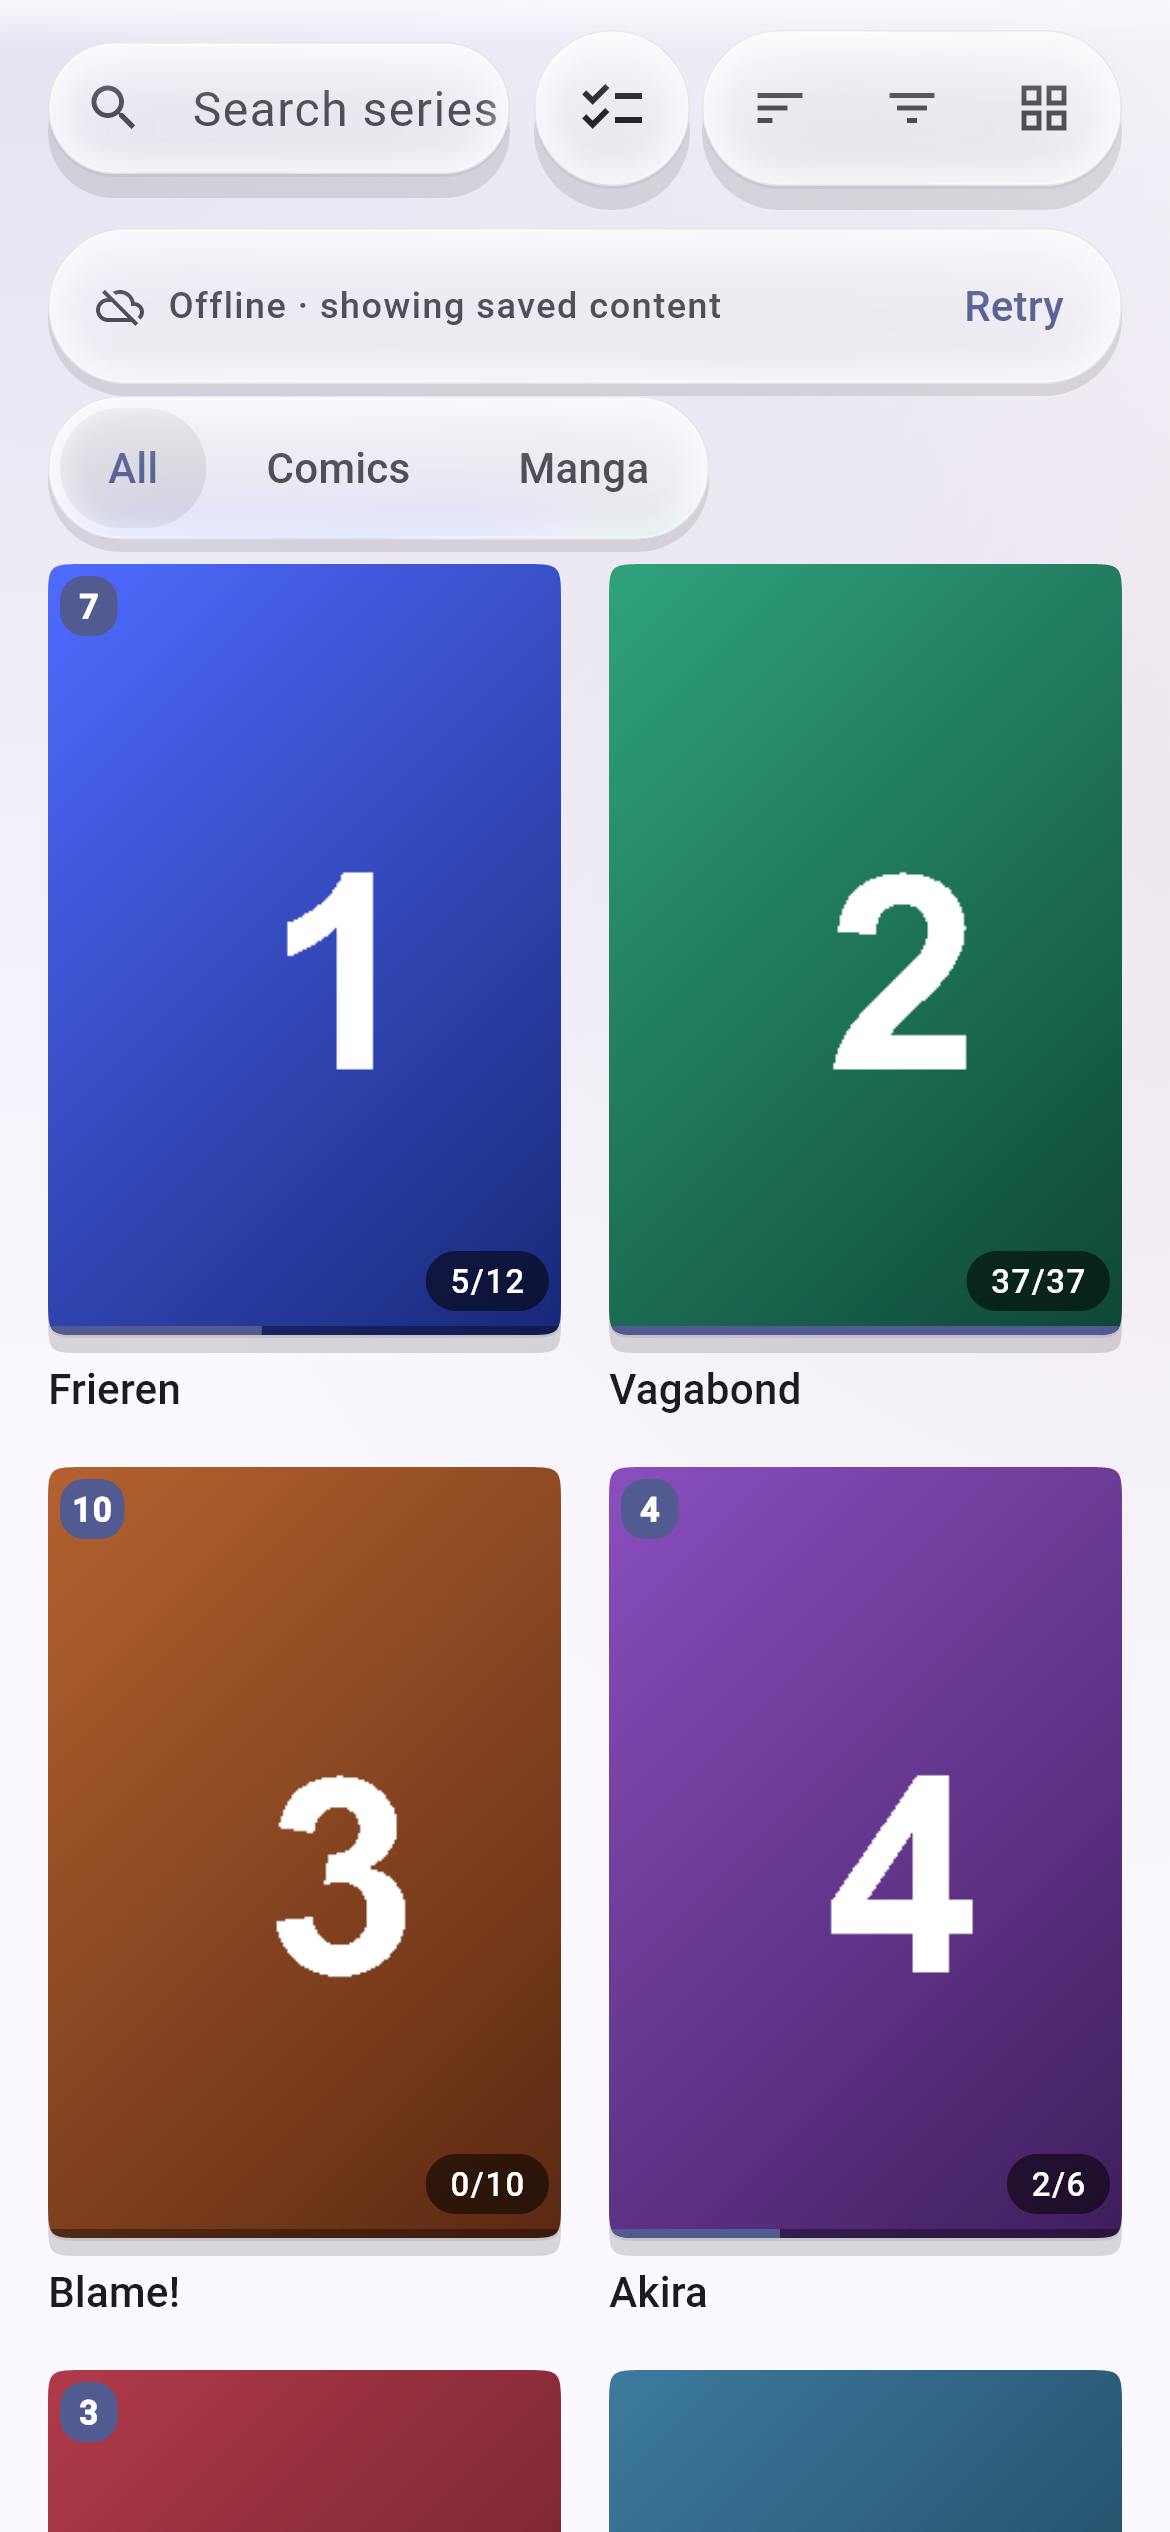 Search series
Offline · showing saved content
Retry
All
Comics
Manga
7
1
5/12
2
37/37
Frieren
Vagabond
10
3
0/10
4
4
2/6
Blame!
Akira
3